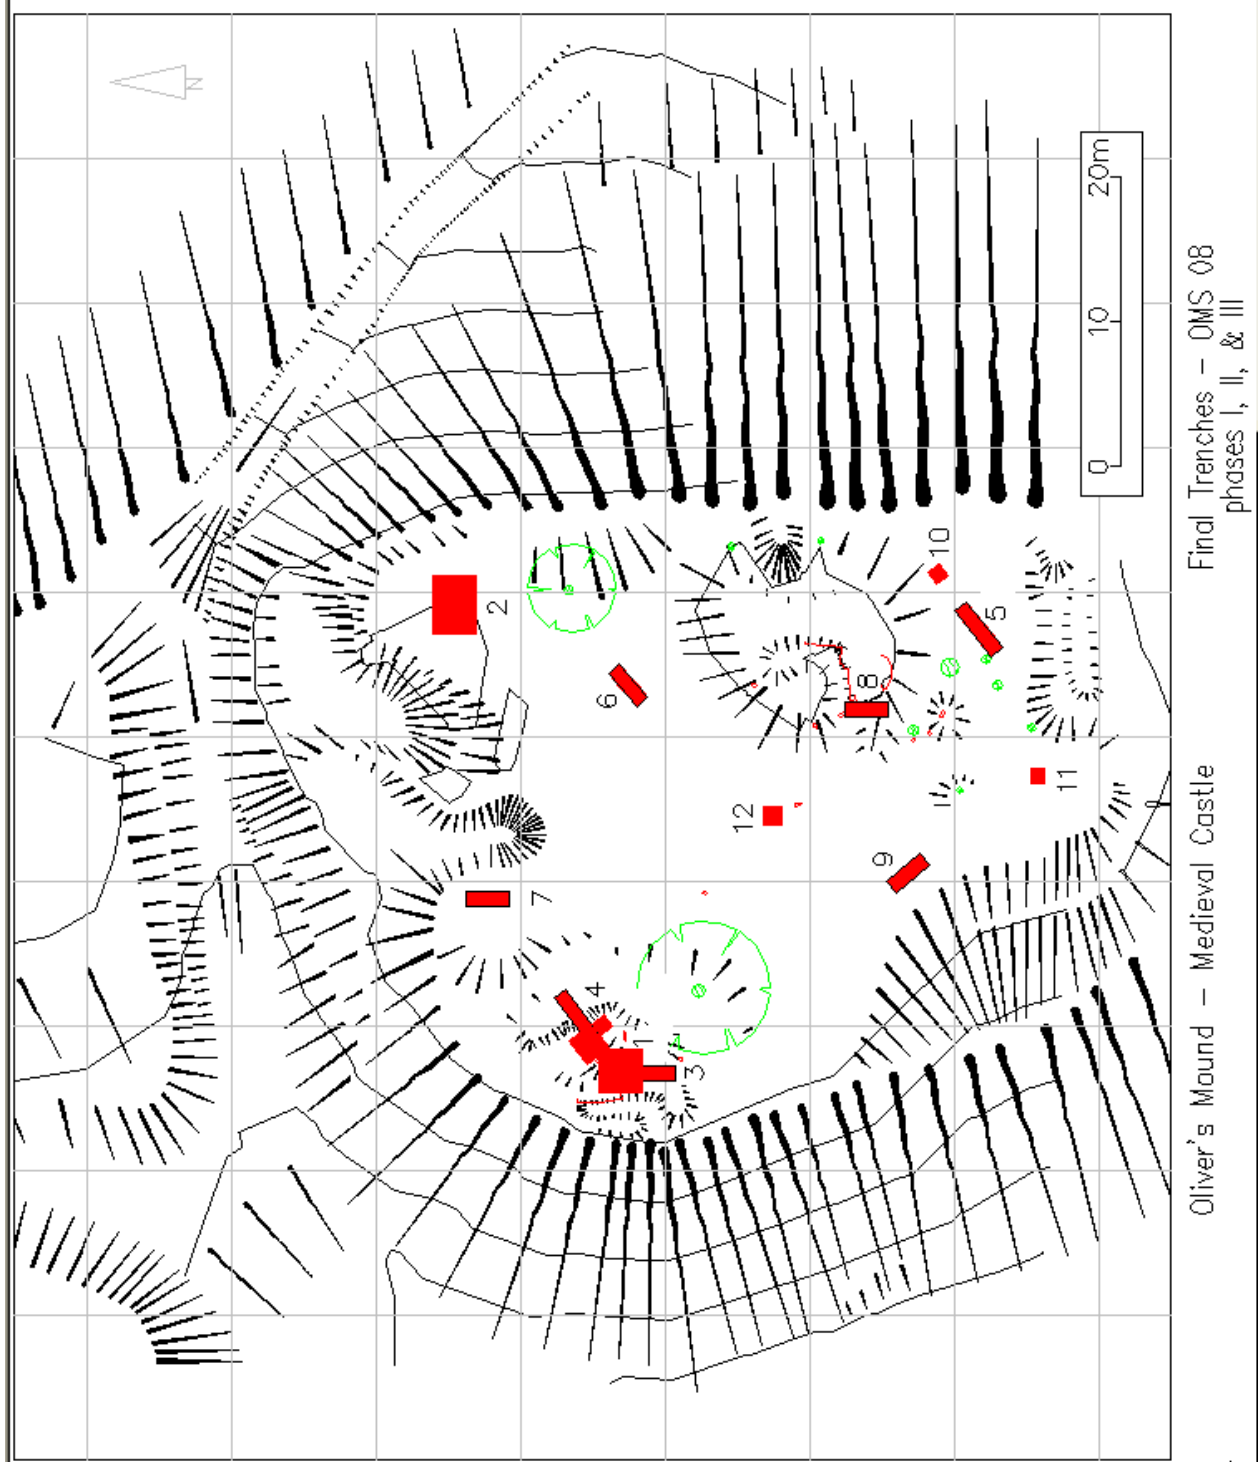 N
2
6
10
5
8
11
12
9
7
4
1
3
0 10 20m
Oliver's Mound – Medieval Castle
Final Trenches – OMS 08
phases I, II, & III